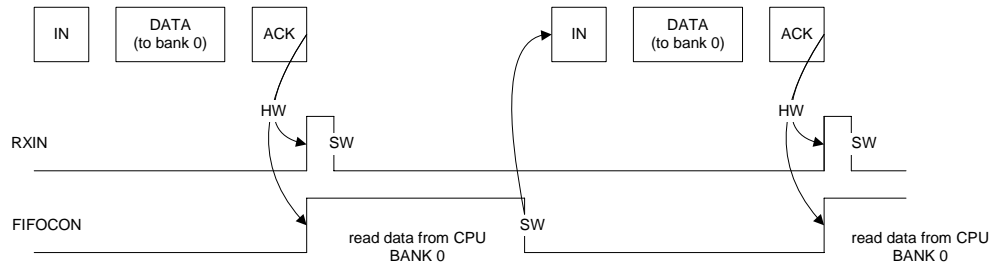 IN
DATA
(to bank 0)
ACK
IN
DATA
(to bank 0)
ACK
HW
HW
RXIN
SW
SW
FIFOCON
SW
read data from CPU
BANK 0
read data from CPU
BANK 0